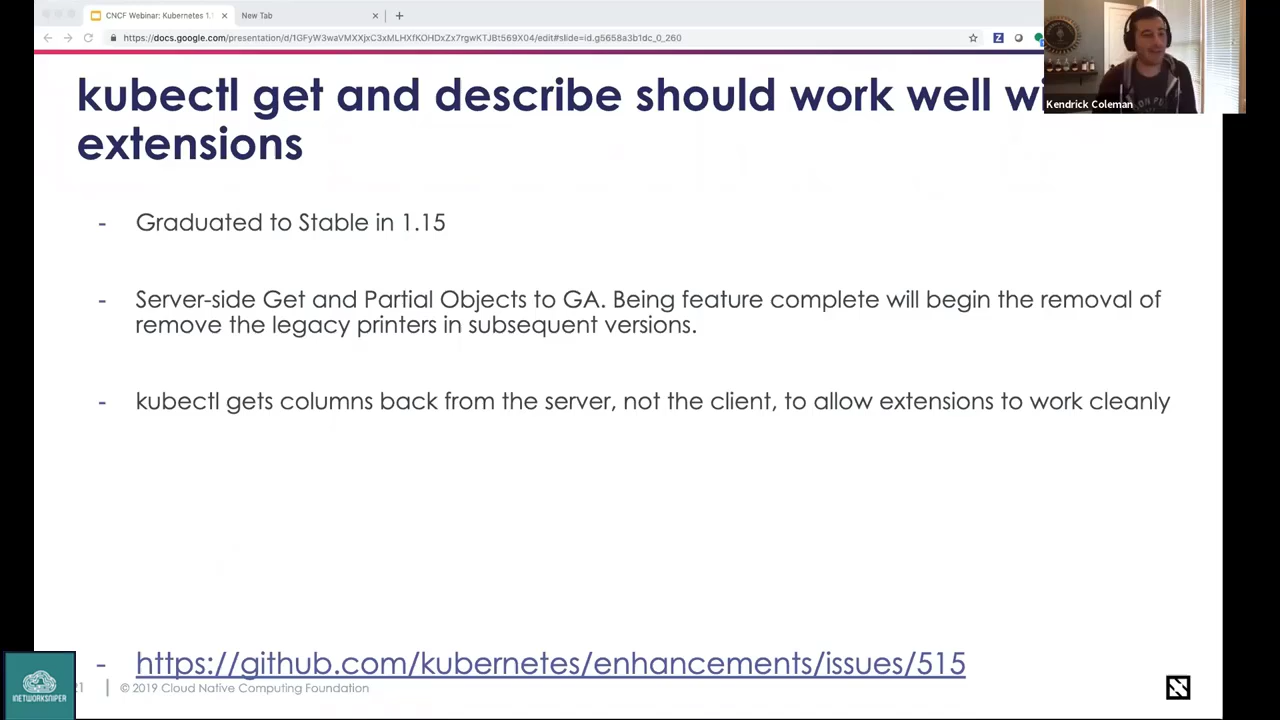 CNCF Webinar: Kubernetes 1.
New Tab
https://docs.google.com/presentation/d/1GFyW3waVMXXjxC3xMLHXfKOHDxZx7rgwKTJBt569X04/edit#slide=id.g5658a3b1dc_0_260
Kendrick Coleman
kubectl get and describe should work well wi
extensions
- Graduated to Stable in 1.15
- Server-side Get and Partial Objects to GA. Being feature complete will begin the removal of
remove the legacy printers in subsequent versions.
- kubectl gets columns back from the server, not the client, to allow extensions to work cleanly
- https://github.com/kubernetes/enhancements/issues/515
21 | © 2019 Cloud Native Computing Foundation
INETWORKSNIPER